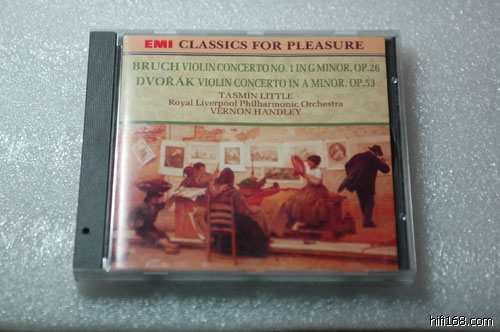 EMI CLASSICS FOR PLEASURE
BRUCH VIOLIN CONCERTO NO. 1 IN G MINOR, OP.26
DVOŘÁK VIOLIN CONCERTO IN A MINOR, OP.53
TASMIN LITTLE
Royal Liverpool Philharmonic Orchestra
VERNON HANDLEY
hifi168.com